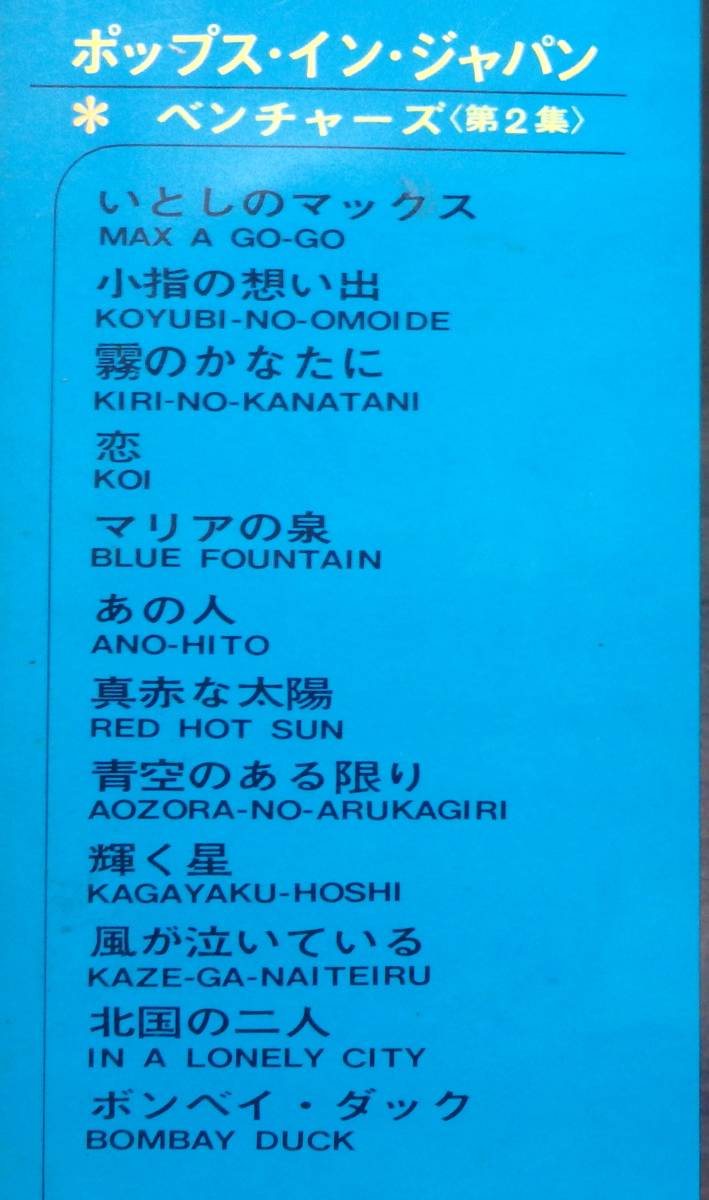 ポップス・イン・ジャパン
＊ ベンチャーズ〈第2集〉
いとしのマックス
MAX A GO-GO
小指の想い出
KOYUBI-NO-OMOIDE
霧のかなたに
KIRI-NO-KANATANI
恋
KOI
マリアの泉
BLUE FOUNTAIN
あの人
ANO-HITO
真赤な太陽
RED HOT SUN
青空のある限り
AOZORA-NO-ARUKAGIRI
輝く星
KAGAYAKU-HOSHI
風が泣いている
KAZE-GA-NAITEIRU
北国の二人
IN A LONELY CITY
ボンベイ・ダック
BOMBAY DUCK